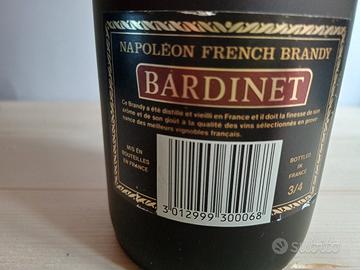 NAPOLÉON FRENCH BRANDY
BARDINET
Ce Brandy a été distillé et vieilli en France et il doit la finesse de son
arôme et de son goût à la qualité des vins sélectionnés en prove-
nance des meilleurs vignobles français.
MIS EN
BOUTEILLES
EN FRANCE
BOTTLED
IN
FRANCE
3/4
3 012999 300068
subito